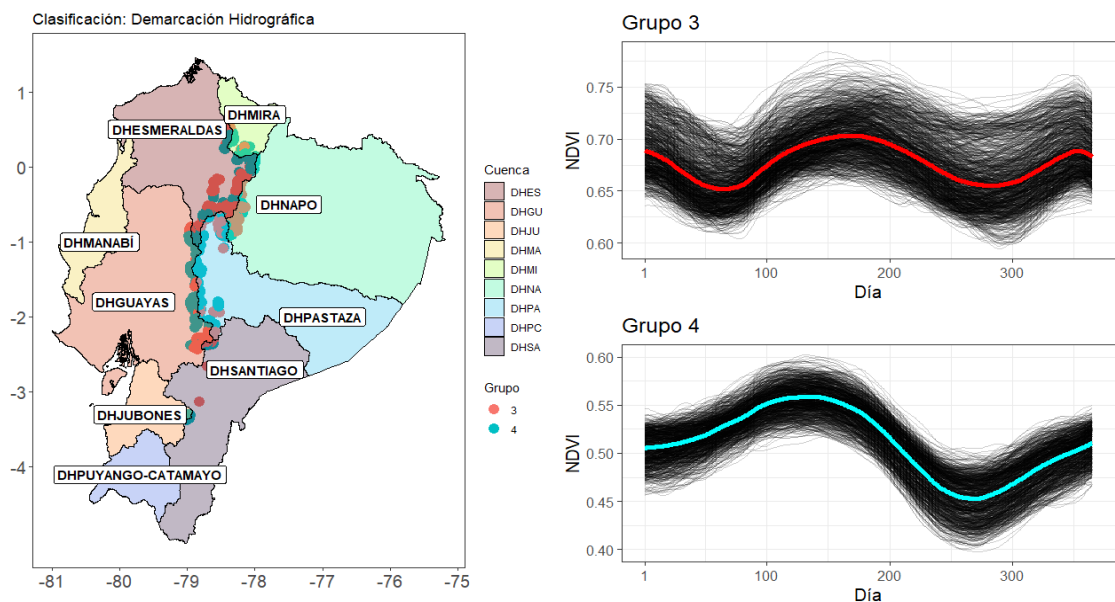 Clasificación: Demarcación Hidrográfica
1
0
-1
-2
-3
-4
-81
-80
-79
-78
-77
-76
-75
DHMIRA
DHESMERALDAS
DHNAPO
DHMANABÍ
DHGUAYAS
DHPASTAZA
DHSANTIAGO
DHJUBONES
DHPUYANGO-CATAMAYO
Cuenca
DHES
DHGU
DHJU
DHMA
DHMI
DHNA
DHPA
DHPC
DHSA
Grupo
3
4
Grupo 3
NDVI
0.75
0.70
0.65
0.60
1
100
200
300
Día
Grupo 4
NDVI
0.60
0.55
0.50
0.45
0.40
1
100
200
300
Día